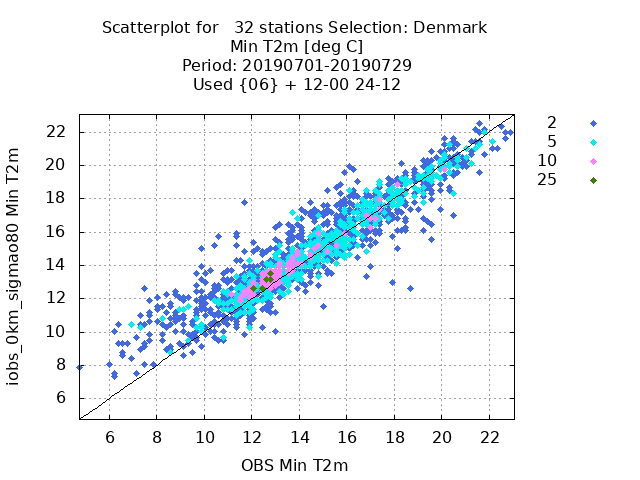 Scatterplot for   32 stations Selection: Denmark
Min T2m [deg C]
Period: 20190701-20190729
Used {06} + 12-00 24-12
2
5
10
25
iobs_0km_sigmao80 Min T2m
22
20
18
16
14
12
10
8
6
6 8 10 12 14 16 18 20 22
OBS Min T2m